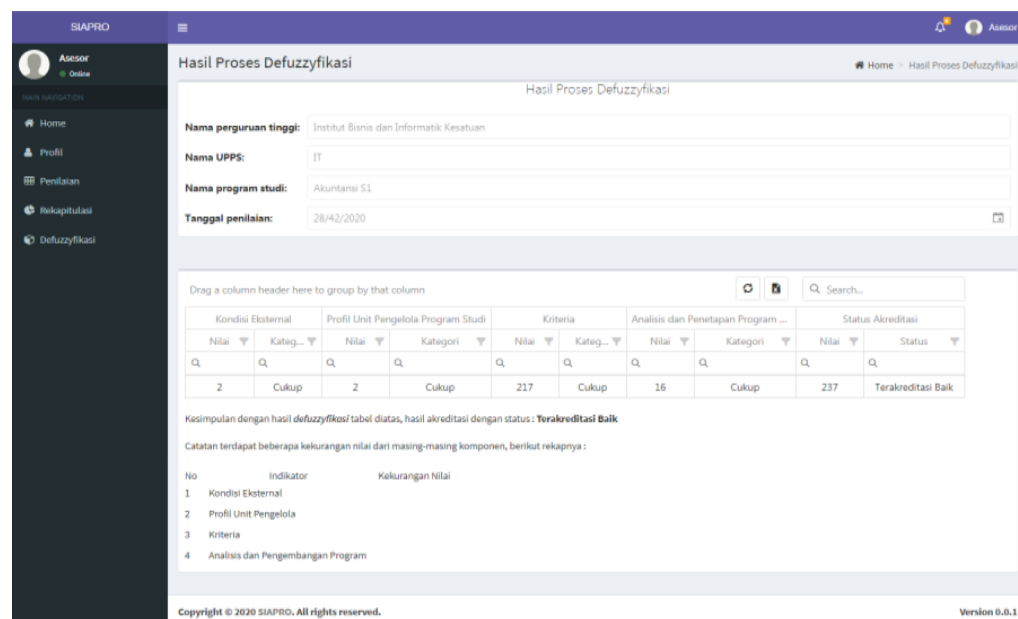 SIAPRO
6
Asesor
Asesor
Online
MAIN NAVIGATION
Home
Profil
Penilaian
Rekapitulasi
Defuzzyfikasi
Hasil Proses Defuzzyfikasi
Home > Hasil Proses Defuzzyfikasi
Hasil Proses Defuzzyfikasi
Nama perguruan tinggi: Institut Bisnis dan Informatik Kesatuan
Nama UPPS: IT
Nama program studi: Akuntansi S1
Tanggal penilaian: 28/42/2020
Drag a column header here to group by that column
Search...
Kondisi Eksternal Profil Unit Pengelola Program Studi Kriteria Analisis dan Penetapan Program ... Status Akreditasi
Nilai Kateg... Nilai Kategori Nilai Kateg... Nilai Kategori Nilai Status
2 Cukup 2 Cukup 217 Cukup 16 Cukup 237 Terakreditasi Baik
Kesimpulan dengan hasil defuzzyfikasi tabel diatas, hasil akreditasi dengan status : Terakreditasi Baik
Catatan terdapat beberapa kekurangan nilai dari masing-masing komponen, berikut rekapnya :
No Indikator Kekurangan Nilai
1 Kondisi Eksternal
2 Profil Unit Pengelola
3 Kriteria
4 Analisis dan Pengembangan Program
Copyright © 2020 SIAPRO. All rights reserved.
Version 0.0.1